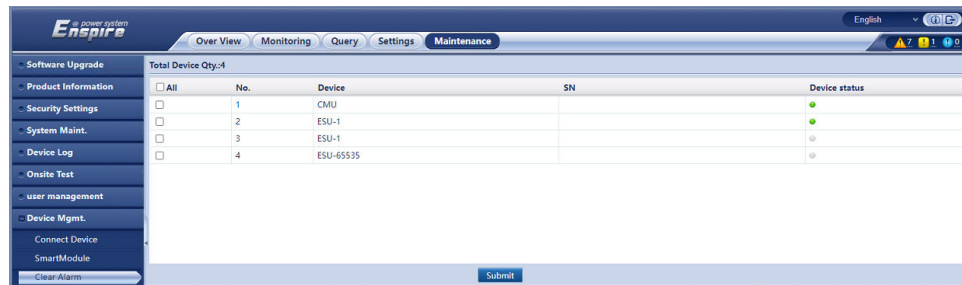 e power system
Enspire
English
Over View Monitoring Query Settings Maintenance
7 1 0
Software Upgrade
Product Information
Security Settings
System Maint.
Device Log
Onsite Test
user management
Device Mgmt.
Connect Device
SmartModule
Clear Alarm
Total Device Qty.:4
All No. Device SN Device status
1 CMU
2 ESU-1
3 ESU-1
4 ESU-65535
Submit